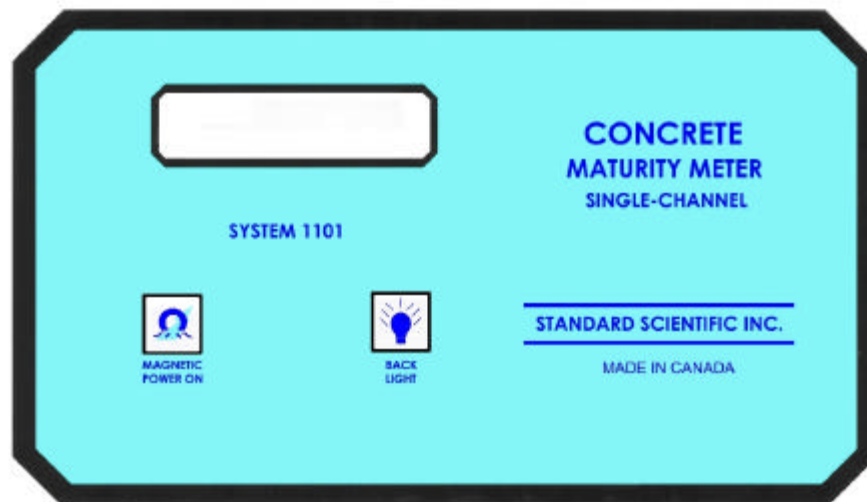 CONCRETE
MATURITY METER
SINGLE-CHANNEL
SYSTEM 1101
MAGNETIC
POWER ON
BACK
LIGHT
STANDARD SCIENTIFIC INC.
MADE IN CANADA